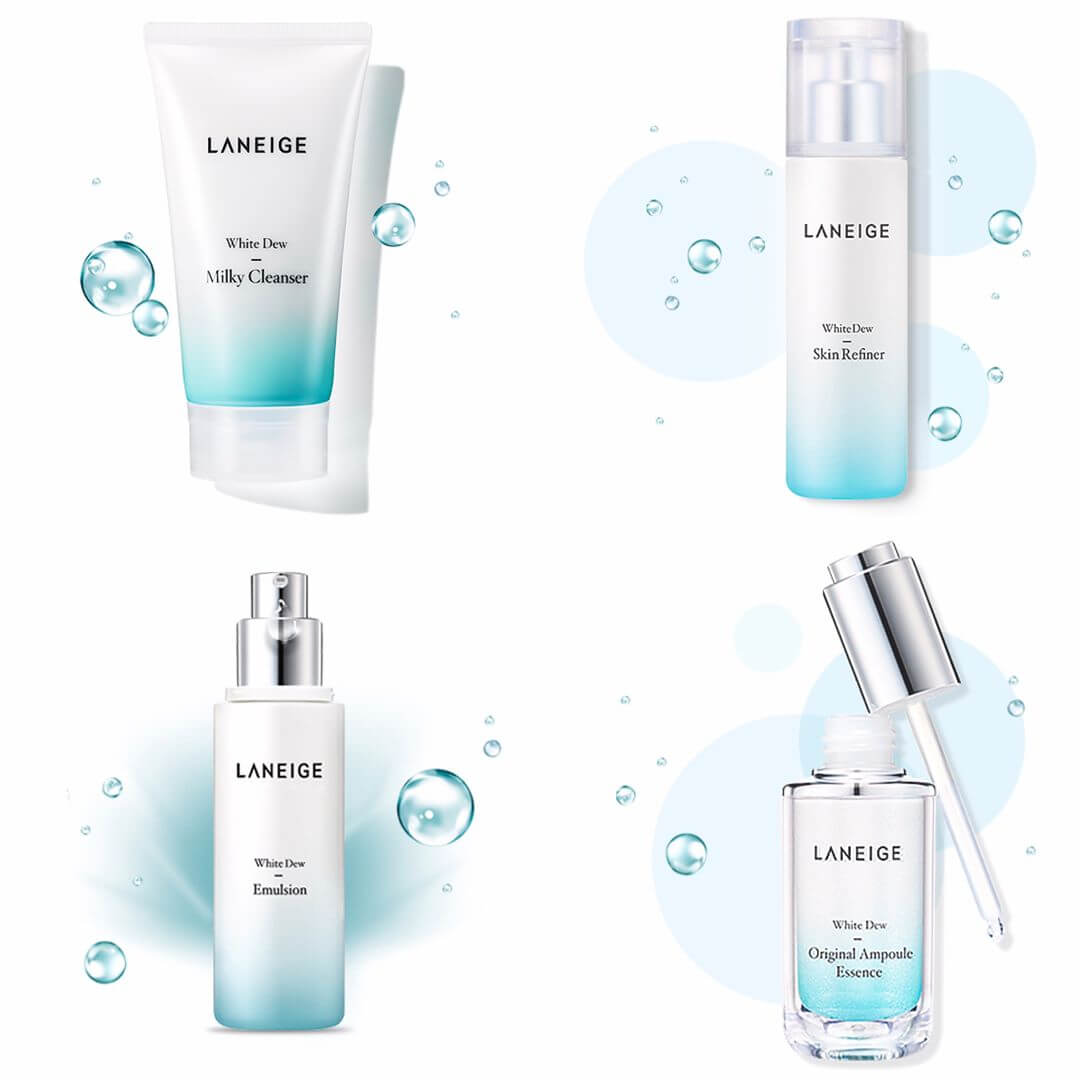 LANEIGE
White Dew
Milky Cleanser
LANEIGE
White Dew
Skin Refiner
LANEIGE
White Dew
Emulsion
LANEIGE
White Dew
Original Ampoule
Essence